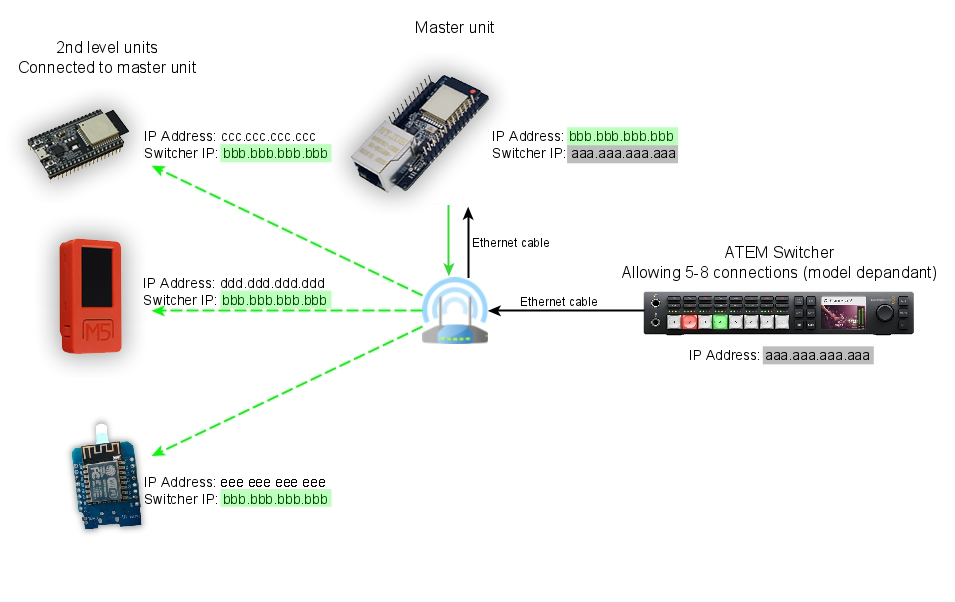 Master unit
2nd level units
Connected to master unit
IP Address: ccc.ccc.ccc.ccc
Switcher IP: bbb.bbb.bbb.bbb
IP Address: bbb.bbb.bbb.bbb
Switcher IP: aaa.aaa.aaa.aaa
Ethernet cable
ATEM Switcher
Allowing 5-8 connections (model depandant)
IP Address: ddd.ddd.ddd.ddd
Switcher IP: bbb.bbb.bbb.bbb
M5
Ethernet cable
IP Address: aaa.aaa.aaa.aaa
IP Address: eee eee eee eee
Switcher IP: bbb.bbb.bbb.bbb